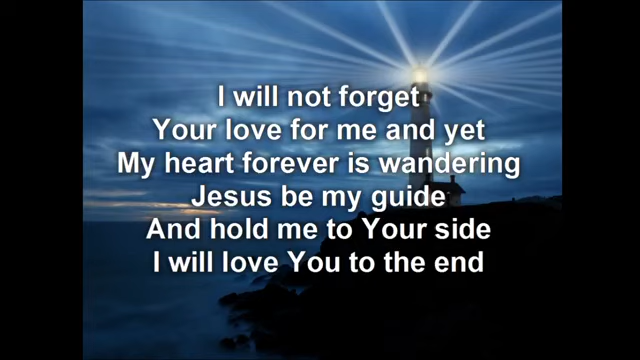 I will not forget
Your love for me and yet
My heart forever is wandering
Jesus be my guide
And hold me to Your side
I will love You to the end